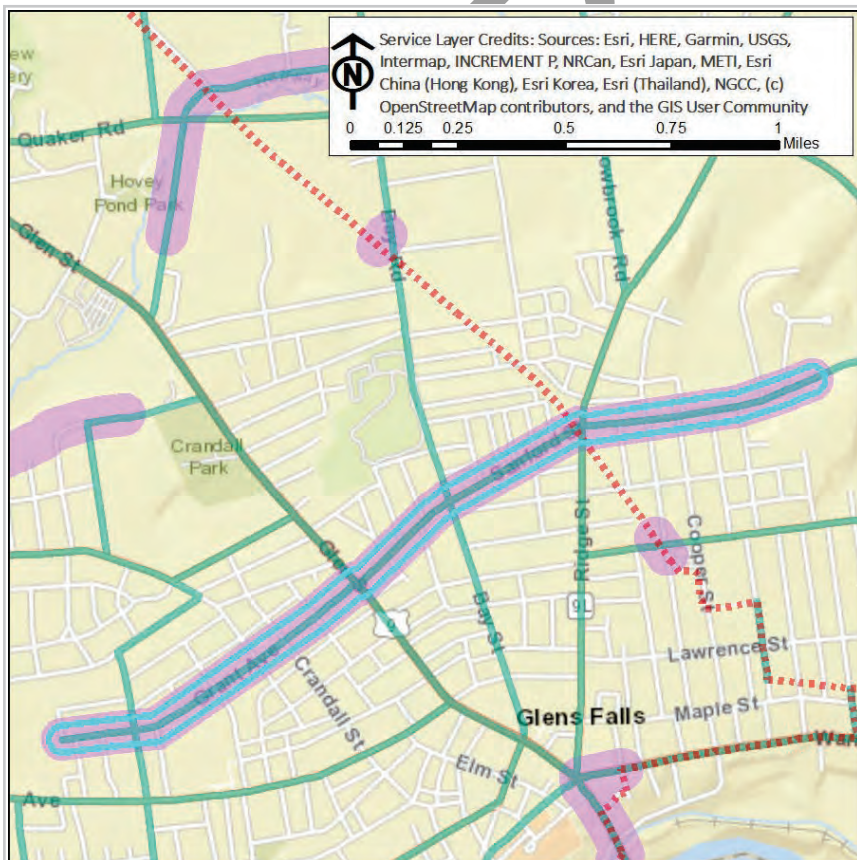 Service Layer Credits: Sources: Esri, HERE, Garmin, USGS,
Intermap, INCREMENT P, NRCan, Esri Japan, METI, Esri
China (Hong Kong), Esri Korea, Esri (Thailand), NGCC, (c)
OpenStreetMap contributors, and the GIS User Community
N
0 0.125 0.25 0.5 0.75 1
Miles
Quaker Rd
Hovey
Pond Park
Glen St
Bay Rd
Crandall
Park
Sanford St
Glen St
Ridge St
Cooper St
9L
9
Bay St
Lawrence St
Grant Ave
Crandall St
Maple St
Glens Falls
Elm St
Ave